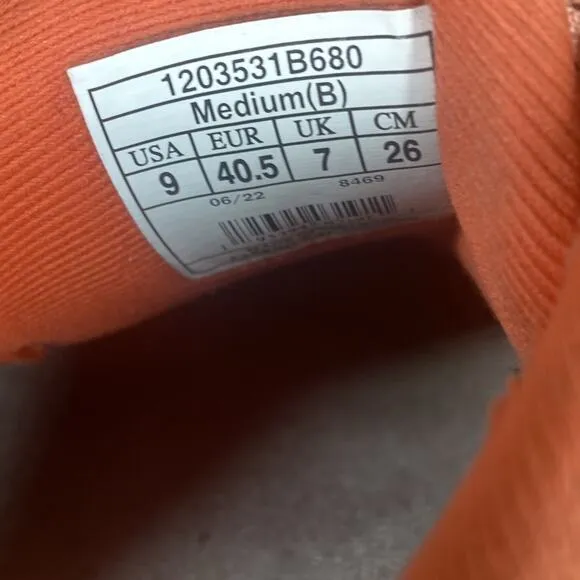 1203531B680
Medium(B)
USA EUR UK CM
9 40.5 7 26
06/22 8469